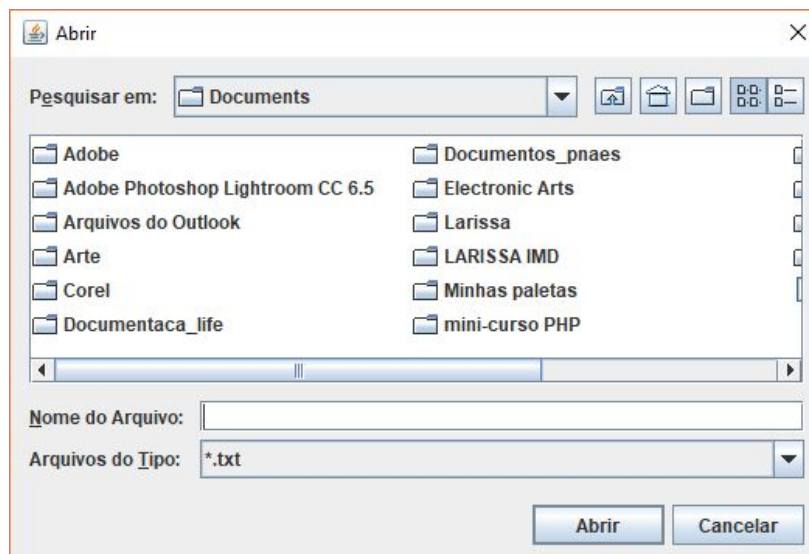 Abrir
Pesquisar em: Documents
Adobe
Adobe Photoshop Lightroom CC 6.5
Arquivos do Outlook
Arte
Corel
Documentaca_life
Documentos_pnaes
Electronic Arts
Larissa
LARISSA IMD
Minhas paletas
mini-curso PHP
Nome do Arquivo:
Arquivos do Tipo: *.txt
Abrir Cancelar